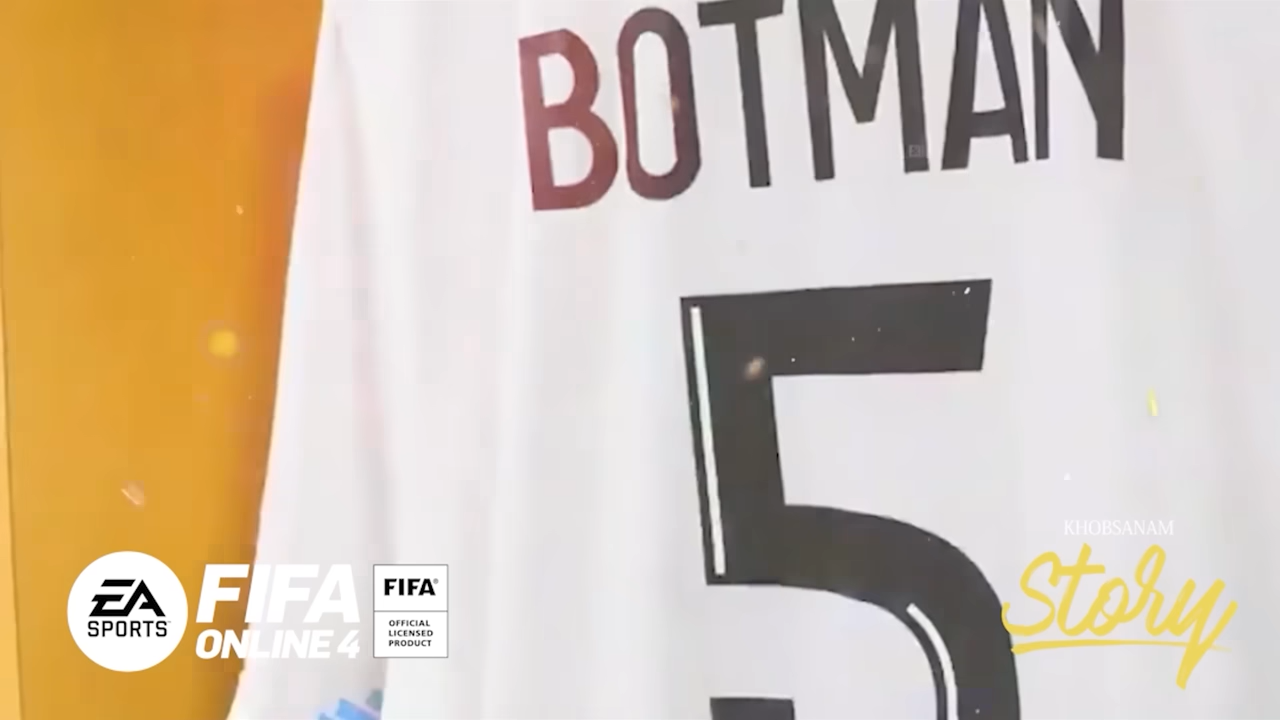 BOTMAN
5
EA
SPORTS
FIFA
ONLINE 4
FIFA
OFFICIAL
LICENSED
PRODUCT
KHOBSANAM
Story